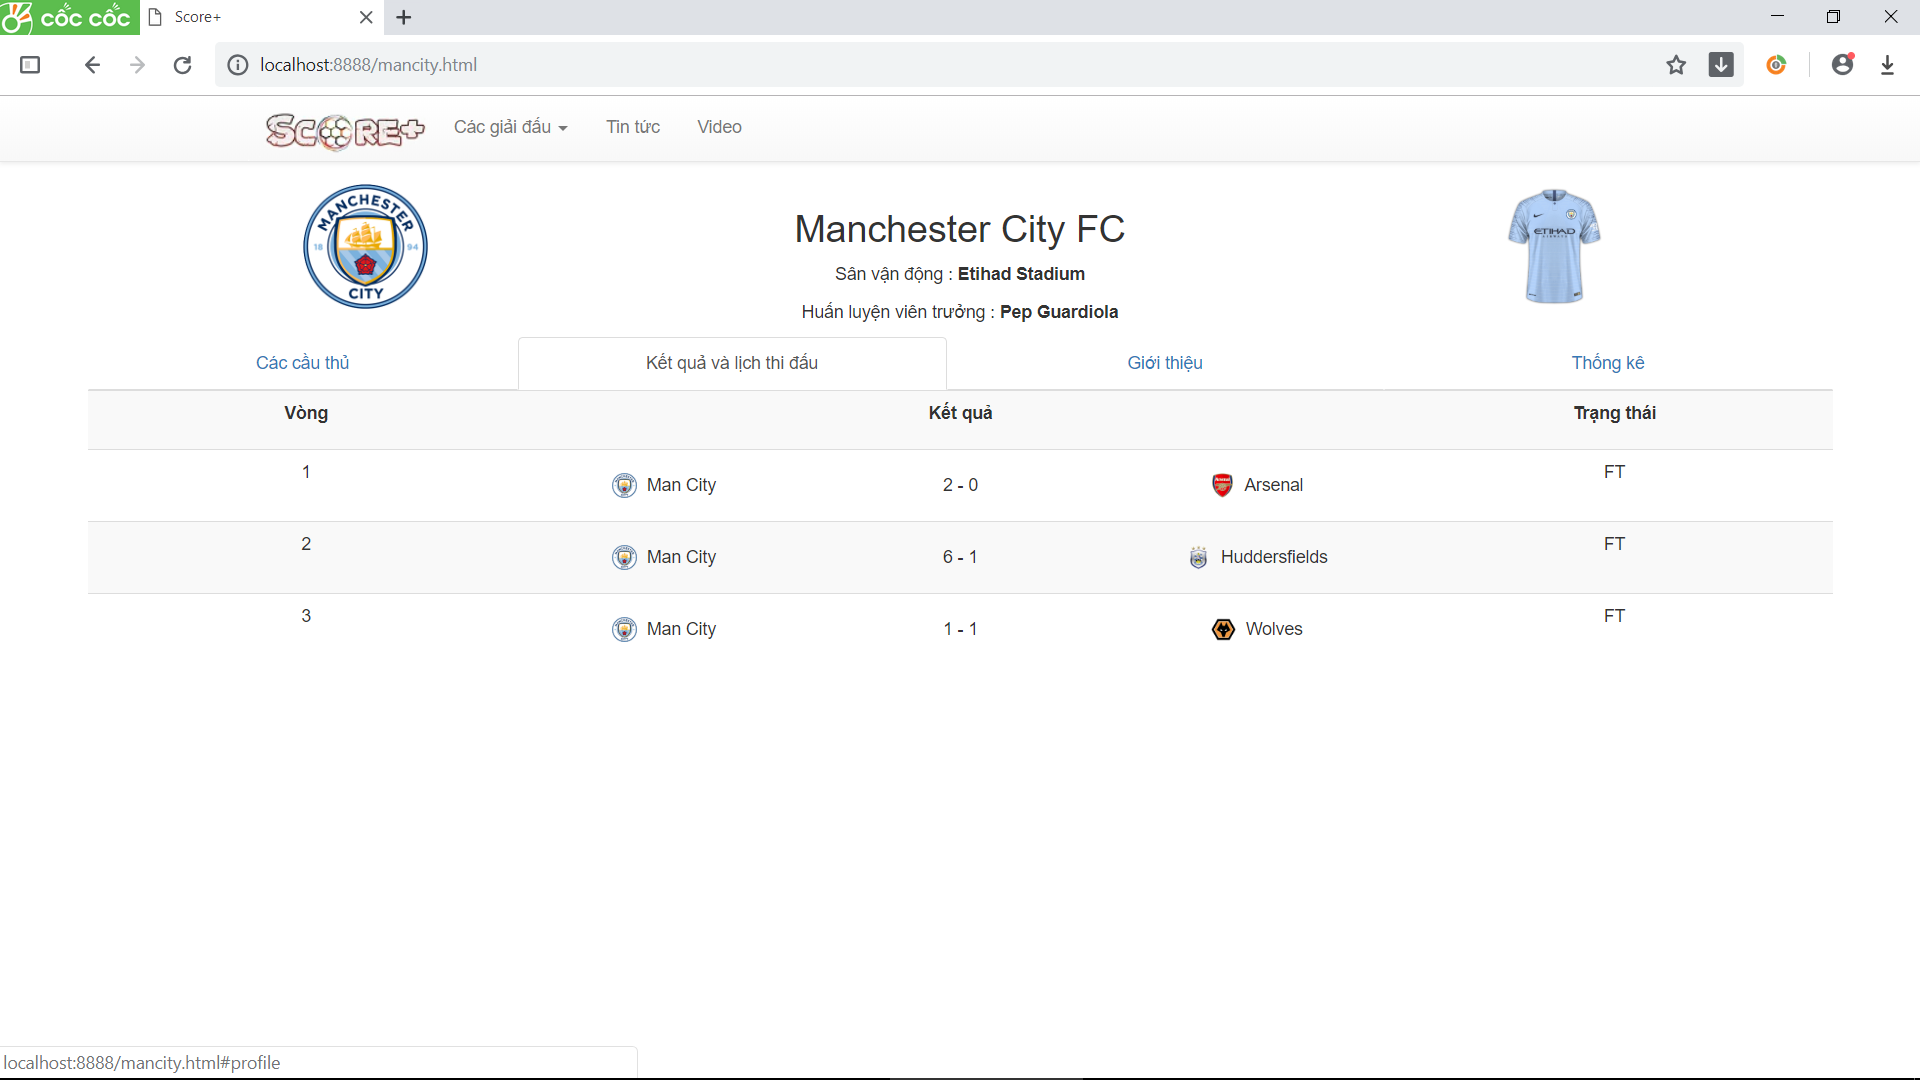 cốc cốc Score+
localhost:8888/mancity.html
SCORE+ Các giải đấu Tin tức Video
MANCHESTER
18 94
CITY
Manchester City FC
ETIHAD
Sân vận động : Etihad Stadium
Huấn luyện viên trưởng : Pep Guardiola
Các cầu thủ Kết quả và lịch thi đấu Giới thiệu Thống kê
Vòng Kết quả Trạng thái
1 Man City 2 - 0 Arsenal FT
2 Man City 6 - 1 Huddersfields FT
3 Man City 1 - 1 Wolves FT
localhost:8888/mancity.html#profile